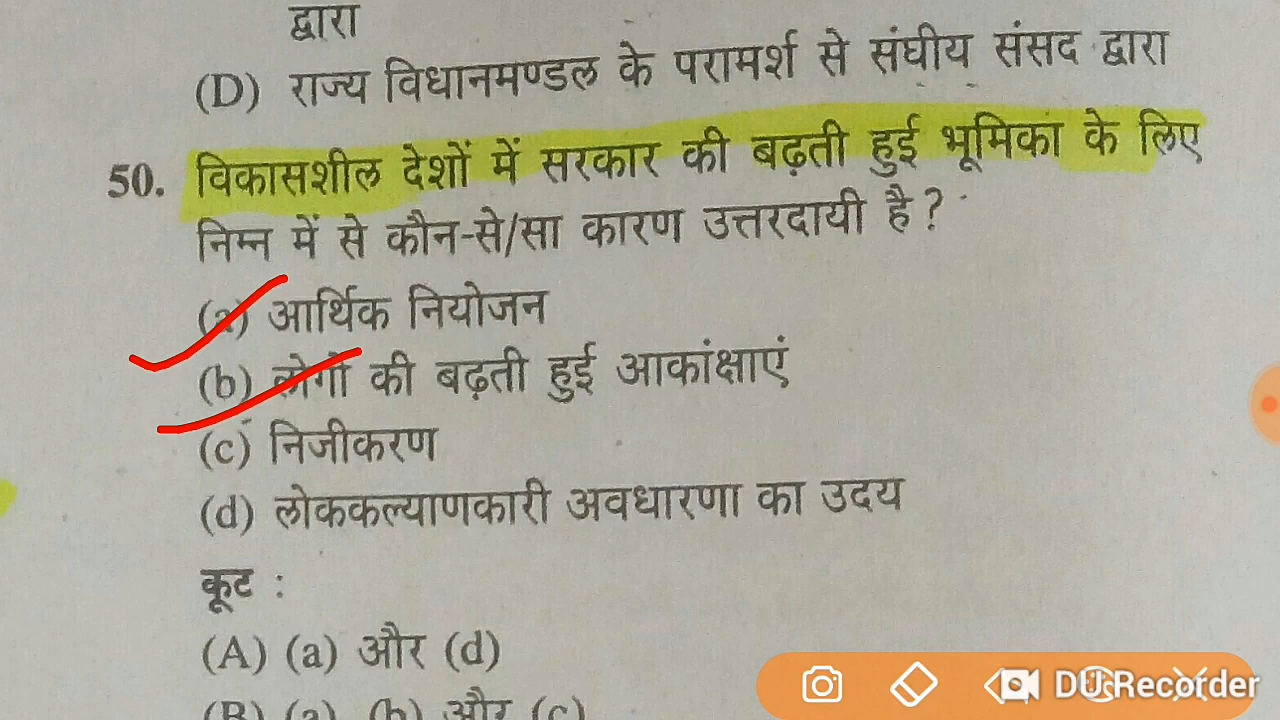 द्वारा
(D) राज्य विधानमण्डल के परामर्श से संघीय संसद द्वारा
50. विकासशील देशों में सरकार की बढ़ती हुई भूमिका के लिए
निम्न में से कौन-से/सा कारण उत्तरदायी है ?
(a) आर्थिक नियोजन
(b) लोगों की बढ़ती हुई आकांक्षाएं
(c) निजीकरण
(d) लोककल्याणकारी अवधारणा का उदय
कूट :
(A) (a) और (d)
(B) (a) (b) और (c)
DU Recorder